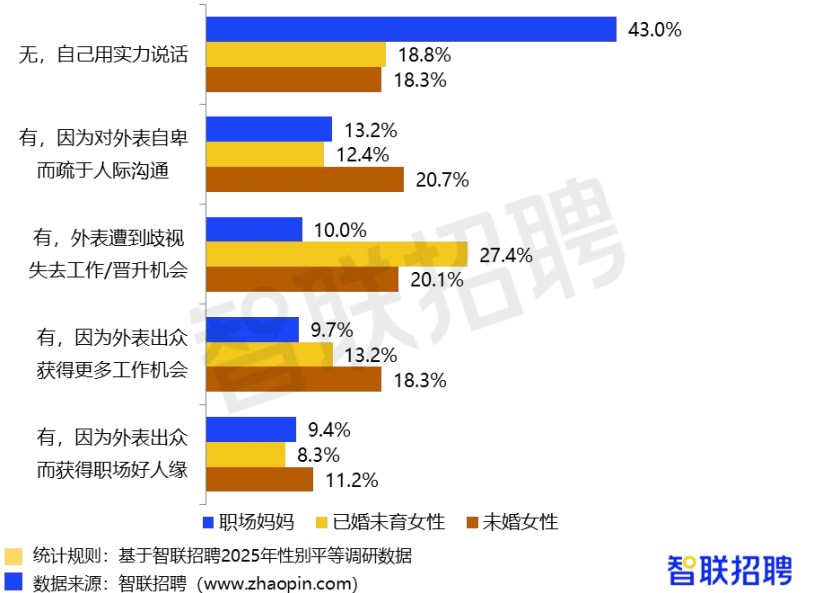 无，自己用实力说话
43.0%
18.8%
18.3%
有，因为对外表自卑
而疏于人际沟通
13.2%
12.4%
20.7%
有，外表遭到歧视
失去工作/晋升机会
10.0%
27.4%
20.1%
有，因为外表出众
获得更多工作机会
9.7%
13.2%
18.3%
有，因为外表出众
而获得职场好人缘
9.4%
8.3%
11.2%
智联招聘
职场妈妈 已婚未育女性 未婚女性
统计规则：基于智联招聘2025年性别平等调研数据
数据来源：智联招聘（www.zhaopin.com）
智联招聘